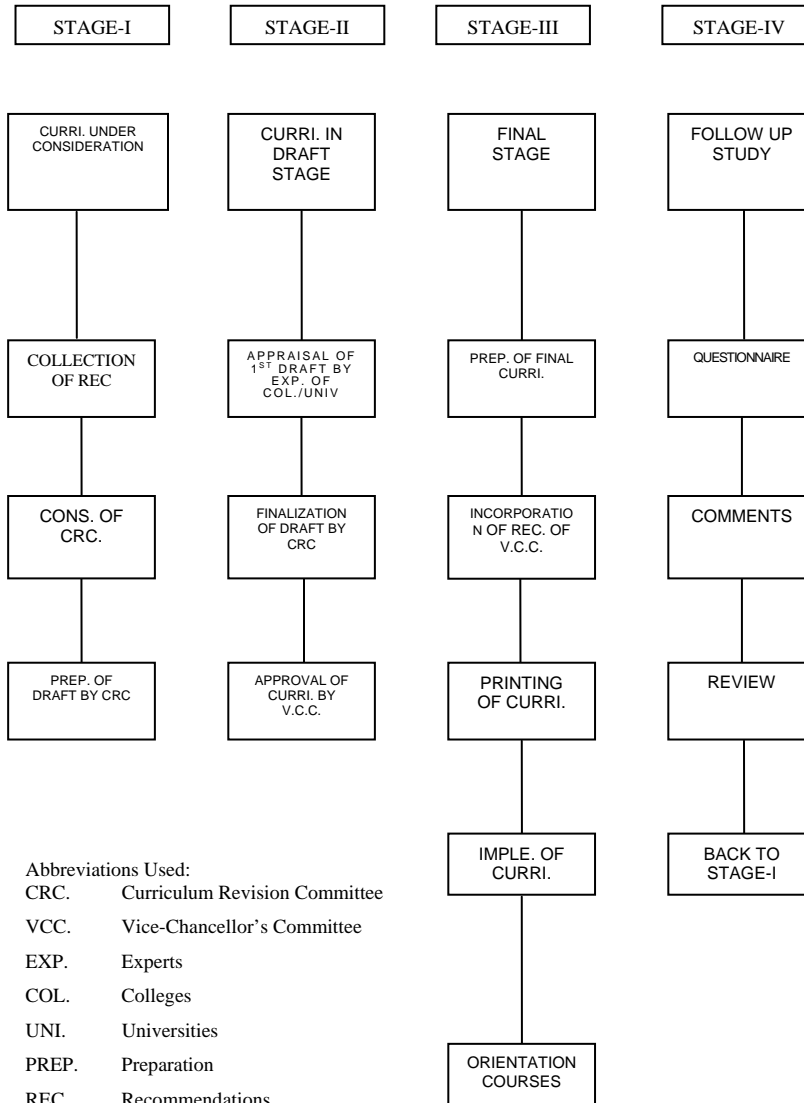 STAGE-I
STAGE-II
STAGE-III
STAGE-IV
CURRI. UNDER
CONSIDERATION
COLLECTION
OF REC
CONS. OF
CRC.
PREP. OF
DRAFT BY CRC
CURRI. IN
DRAFT
STAGE
APPRAISAL OF
1ST DRAFT BY
EXP. OF
COL./UNIV
FINALIZATION
OF DRAFT BY
CRC
APPROVAL OF
CURRI. BY
V.C.C.
FINAL
STAGE
PREP. OF FINAL
CURRI.
INCORPORATIO
N OF REC. OF
V.C.C.
PRINTING
OF CURRI.
IMPLE. OF
CURRI.
ORIENTATION
COURSES
FOLLOW UP
STUDY
QUESTIONNAIRE
COMMENTS
REVIEW
BACK TO
STAGE-I
Abbreviations Used:
CRC. Curriculum Revision Committee
VCC. Vice-Chancellor's Committee
EXP. Experts
COL. Colleges
UNI. Universities
PREP. Preparation
REC. Recommendations